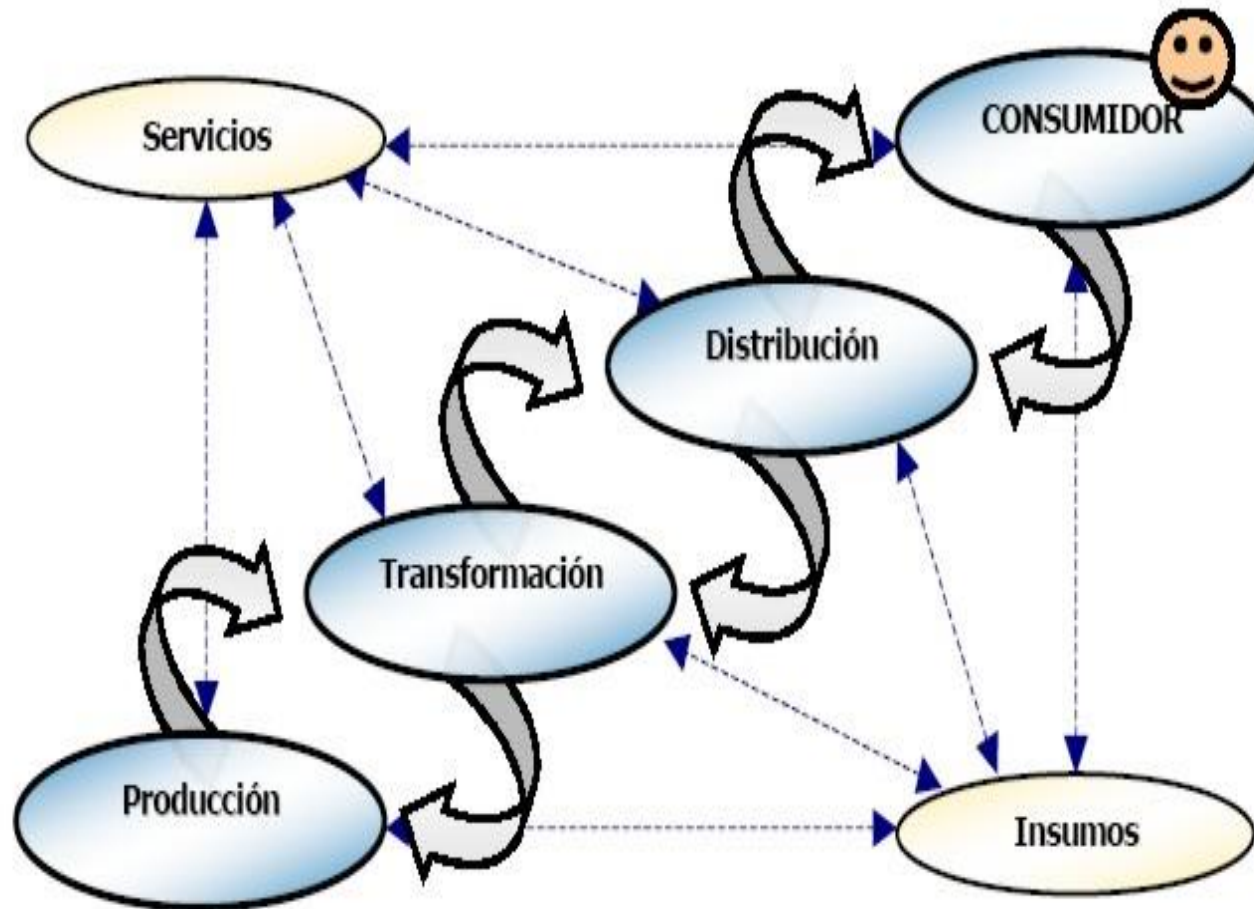 Servicios
CONSUMIDOR
Distribución
Transformación
Producción
Insumos